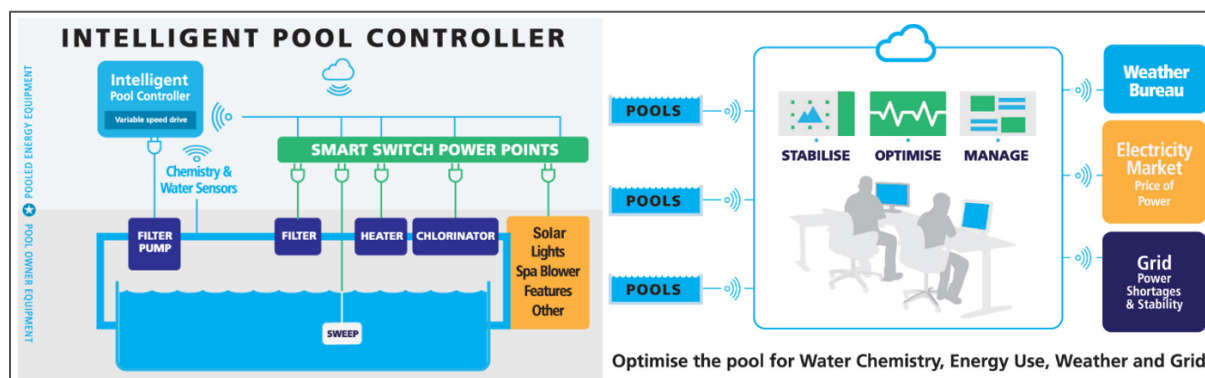 INTELLIGENT POOL CONTROLLER
Intelligent
Pool Controller
Variable speed drive
POOLED ENERGY EQUIPMENT
POOL OWNER EQUIPMENT
Chemistry &
Water Sensors
SMART SWITCH POWER POINTS
FILTER
PUMP
FILTER
HEATER
CHLORINATOR
Solar
Lights
Spa Blower
Features
Other
SWEEP
POOLS
POOLS
POOLS
STABILISE
OPTIMISE
MANAGE
Weather
Bureau
Electricity
Market
Price of
Power
Grid
Power
Shortages
& Stability
Optimise the pool for Water Chemistry, Energy Use, Weather and Grid